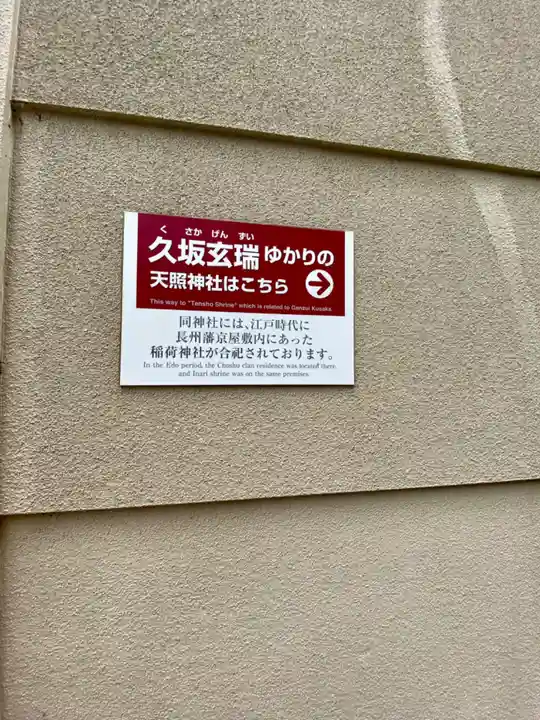 く さか げん ずい
久坂玄瑞ゆかりの
天照神社はこちら
This way to "Tensho Shrine" which is related to Genzui Kusaka
同神社には、江戸時代に
長州藩京屋敷内にあった
稲荷神社が合祀されております。
In the Edo period, the Choshu clan residence was located there
and Inari shrine was on the same premises.